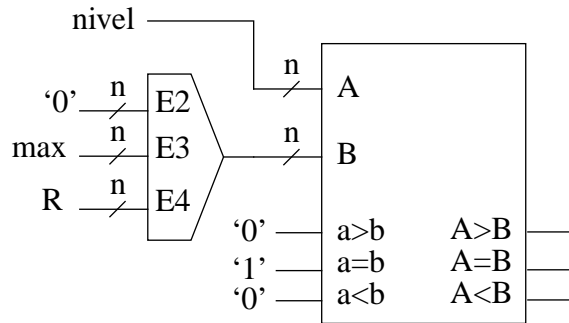 nivel
n
n
‘0’ E2 A
n
n
max E3 B
n
R E4
‘0’ a>b A>B
‘1’ a=b A=B
‘0’ a<b A<B